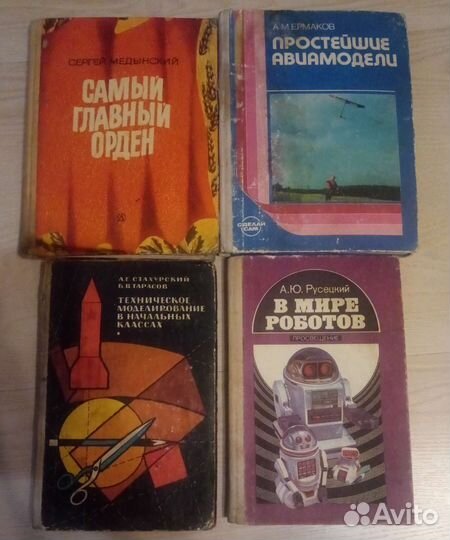 СЕРГЕЙ МЕДЫНСКИЙ
САМЫЙ
ГЛАВНЫЙ
ОРДЕН
А.М.ЕРМАКОВ
ПРОСТЕЙШИЕ
АВИАМОДЕЛИ
СДЕЛАЙ
САМ
А.Е СТАХУРСКИЙ
Б.В ТАРАСОВ
ТЕХНИЧЕСКОЕ
МОДЕЛИРОВАНИЕ
В НАЧАЛЬНЫХ
КЛАССАХ
А.Ю. Русецкий
В МИРЕ
РОБОТОВ
ПРОСВЕЩЕНИЕ
Avito